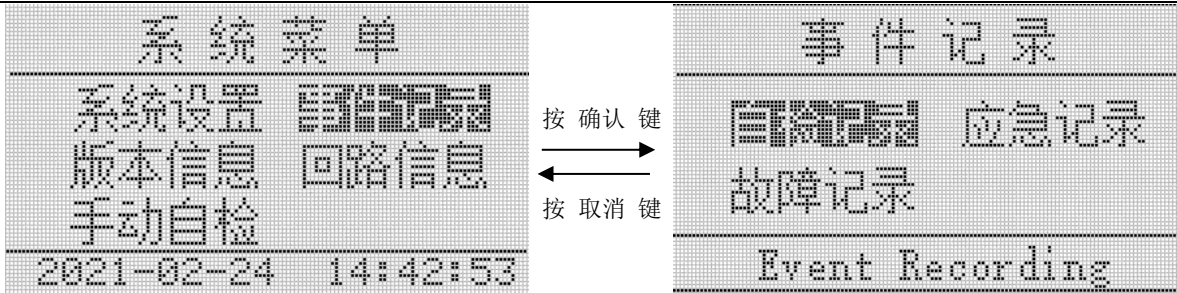 系统菜单
系统设置 事件记录
版本信息 回路信息
手动自检
2021-02-24 14:42:53
按 确认 键
按 取消 键
事件记录
自检记录 应急记录
故障记录
Event Recording